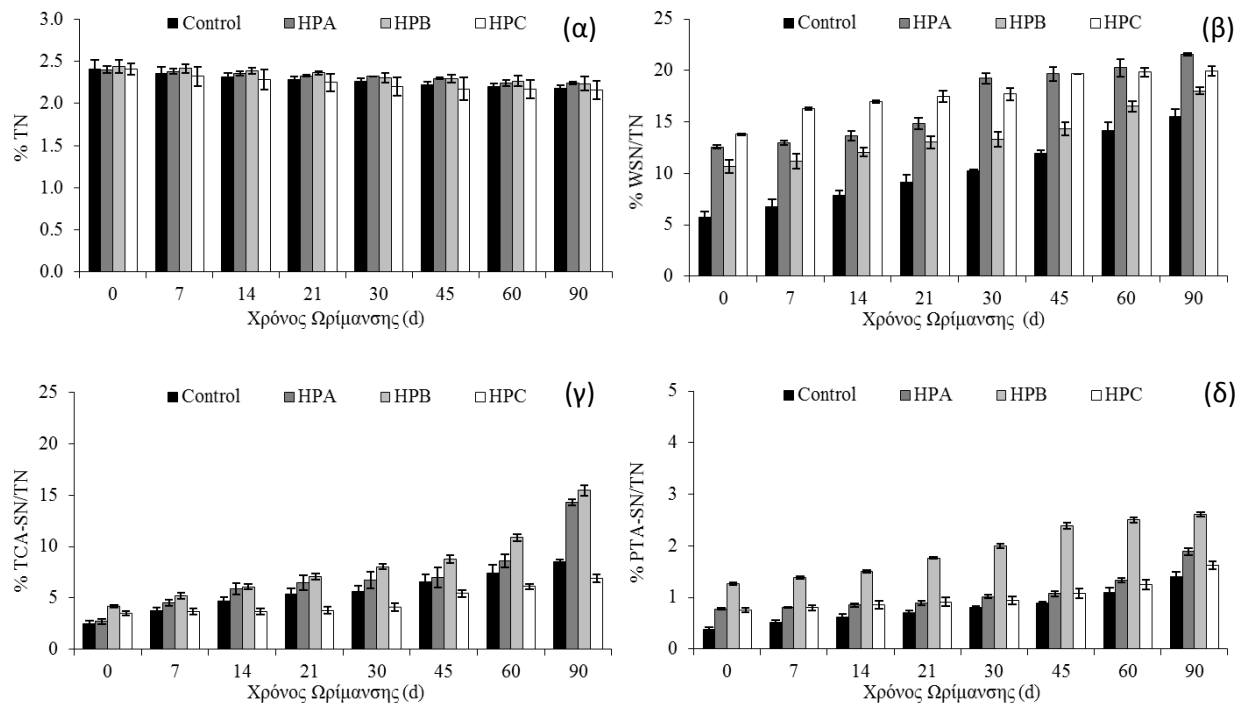 Control HPA HPB HPC (α)
% TN
3.0
2.5
2.0
1.5
1.0
0.5
0.0
0 7 14 21 30 45 60 90
Χρόνος Ωρίμανσης (d)
Control HPA HPB HPC (β)
% WSN/TN
25
20
15
10
5
0
0 7 14 21 30 45 60 90
Χρόνος Ωρίμανσης (d)
Control HPA HPB HPC (γ)
% TCA-SN/TN
25
20
15
10
5
0
0 7 14 21 30 45 60 90
Χρόνος Ωρίμανσης (d)
Control HPA HPB HPC (δ)
% PTA-SN/TN
5
4
3
2
1
0
0 7 14 21 30 45 60 90
Χρόνος Ωρίμανσης (d)